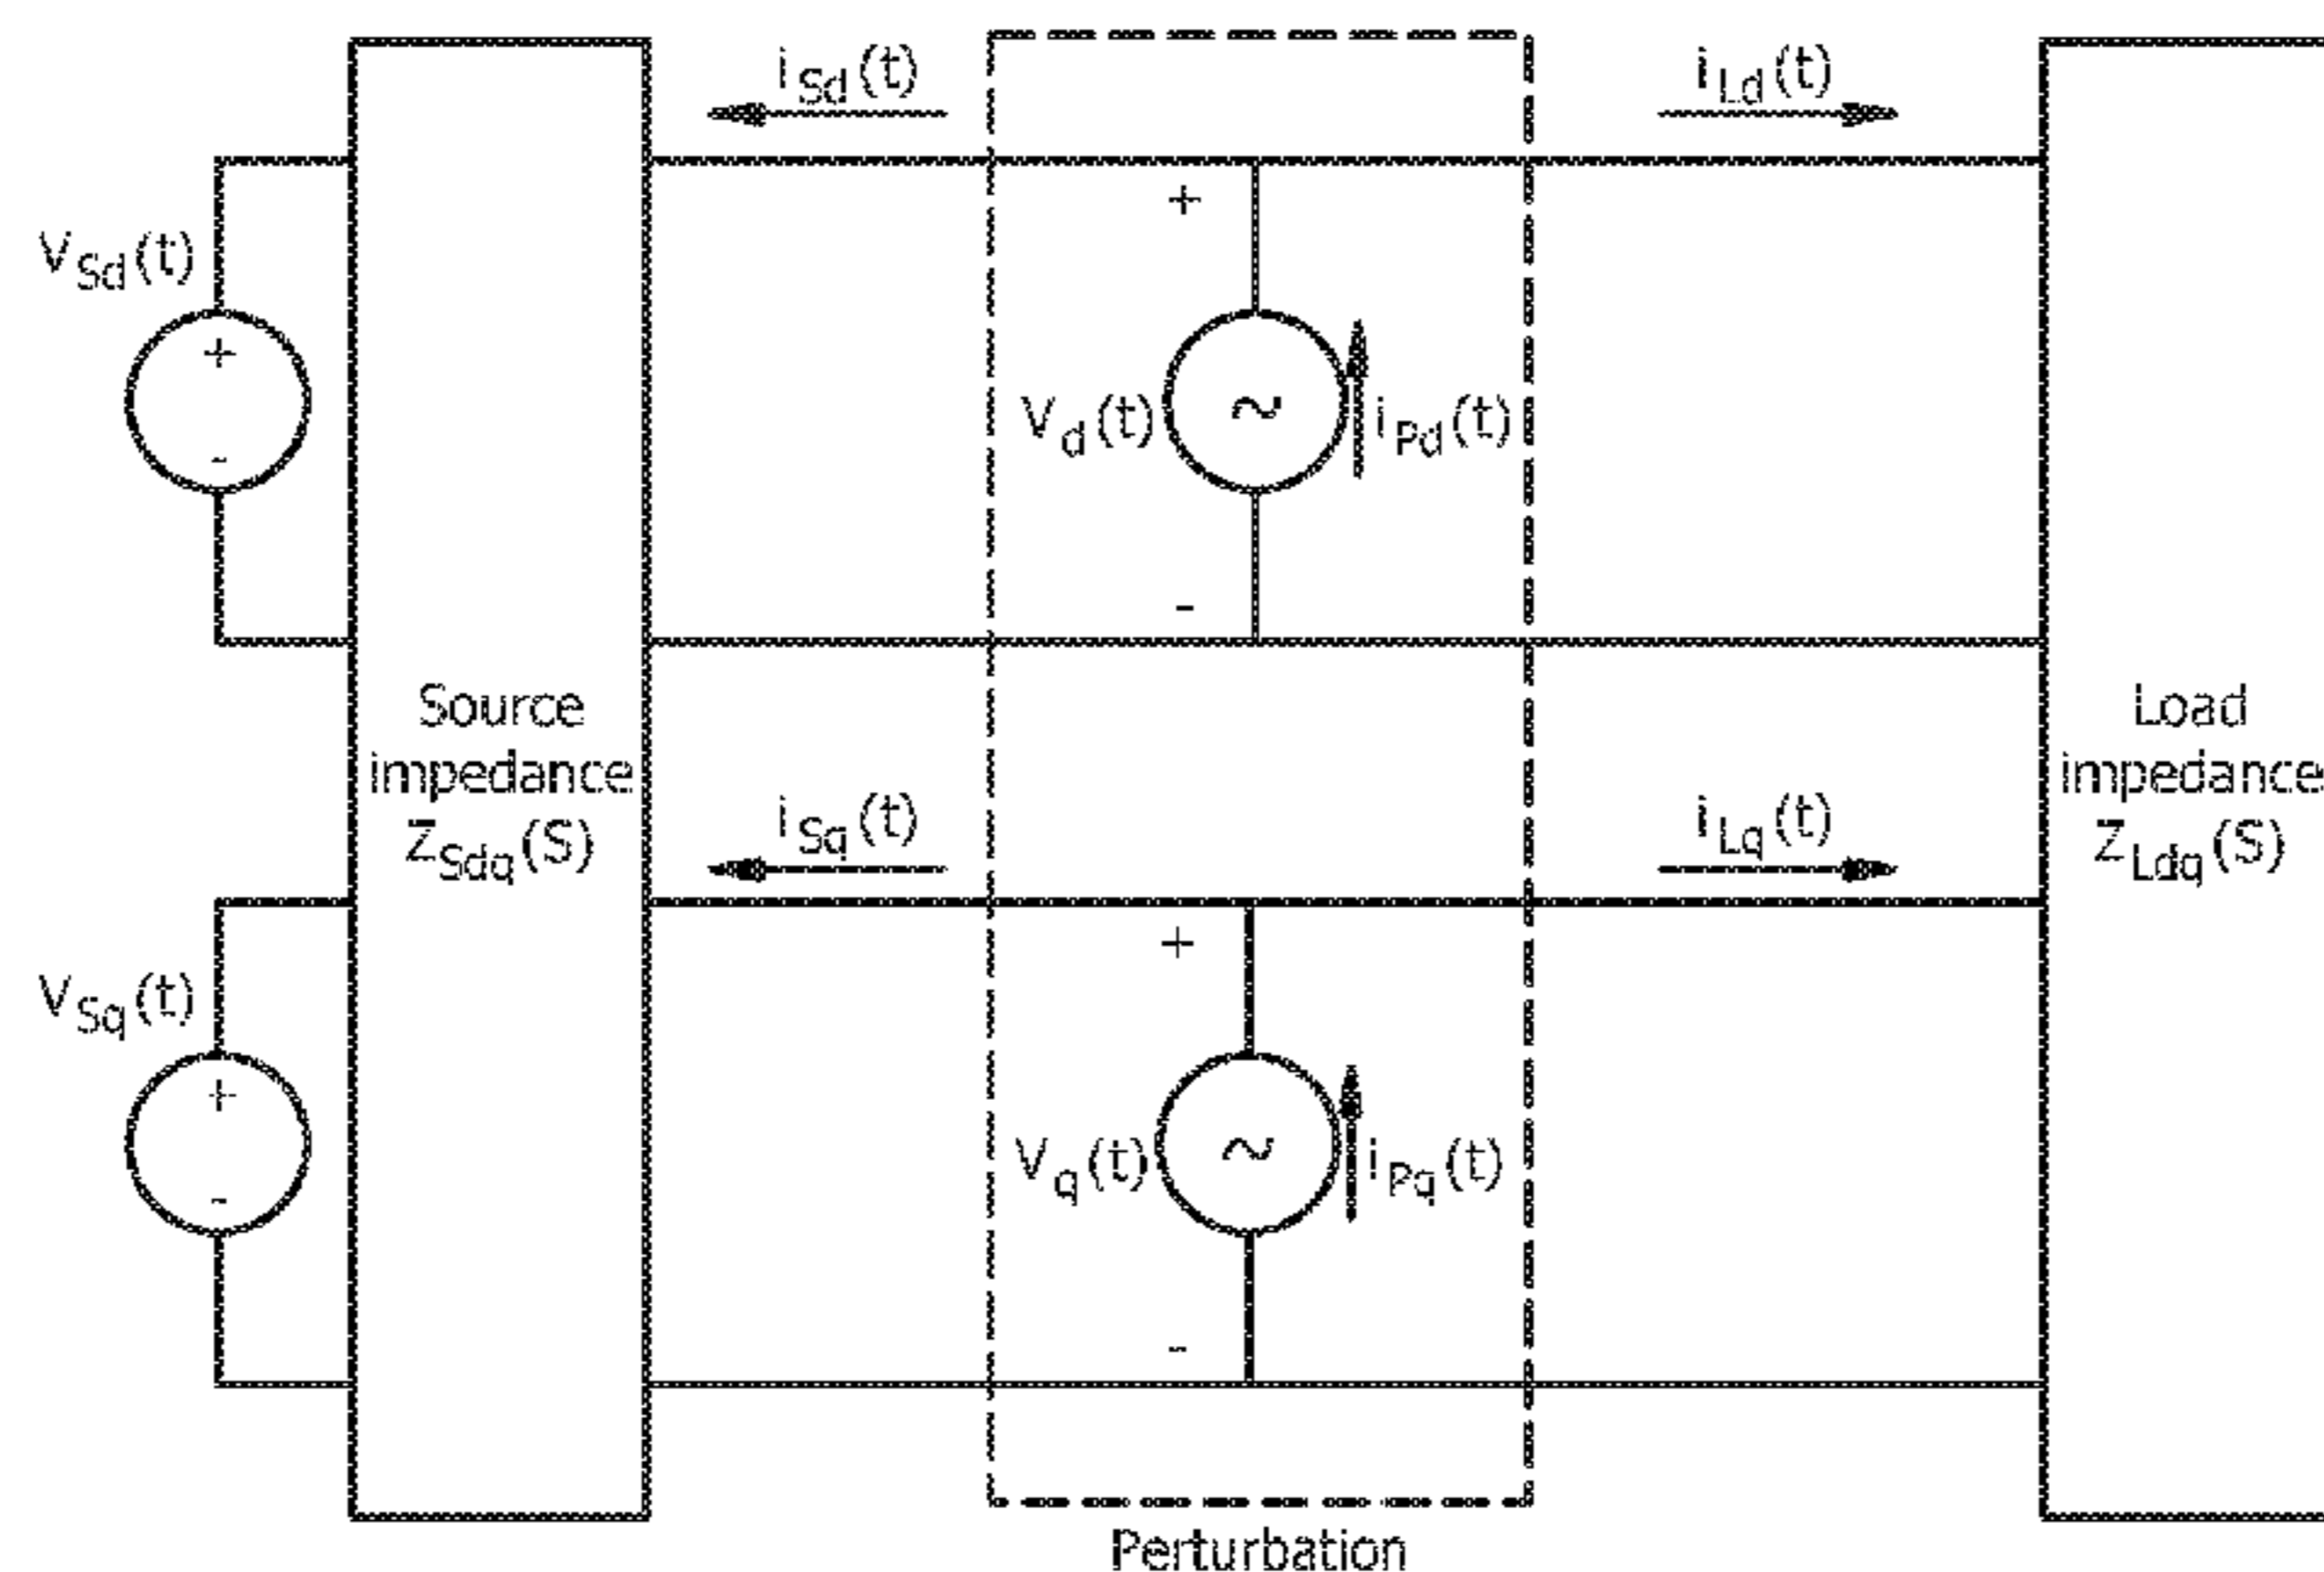 i_Sd(t)
i_Ld(t)
+
V_Sd(t)
+
-
V_d(t)
~
i_Pd(t)
-
Source
impedance
Z_Sdq(S)
Load
impedance
Z_Ldq(S)
i_Sq(t)
i_Lq(t)
+
V_Sq(t)
+
-
V_q(t)
~
i_Pq(t)
-
Perturbation